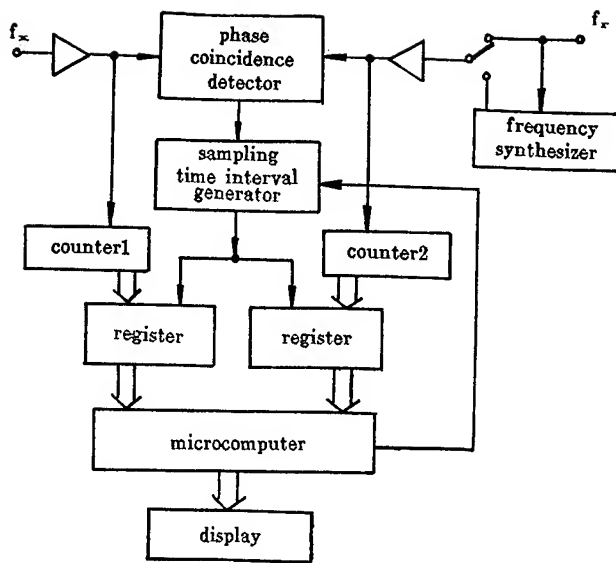 fx
fr
phase
coincidence
detector
frequency
synthesizer
sampling
time interval
generator
counter1
counter2
register
register
microcomputer
display